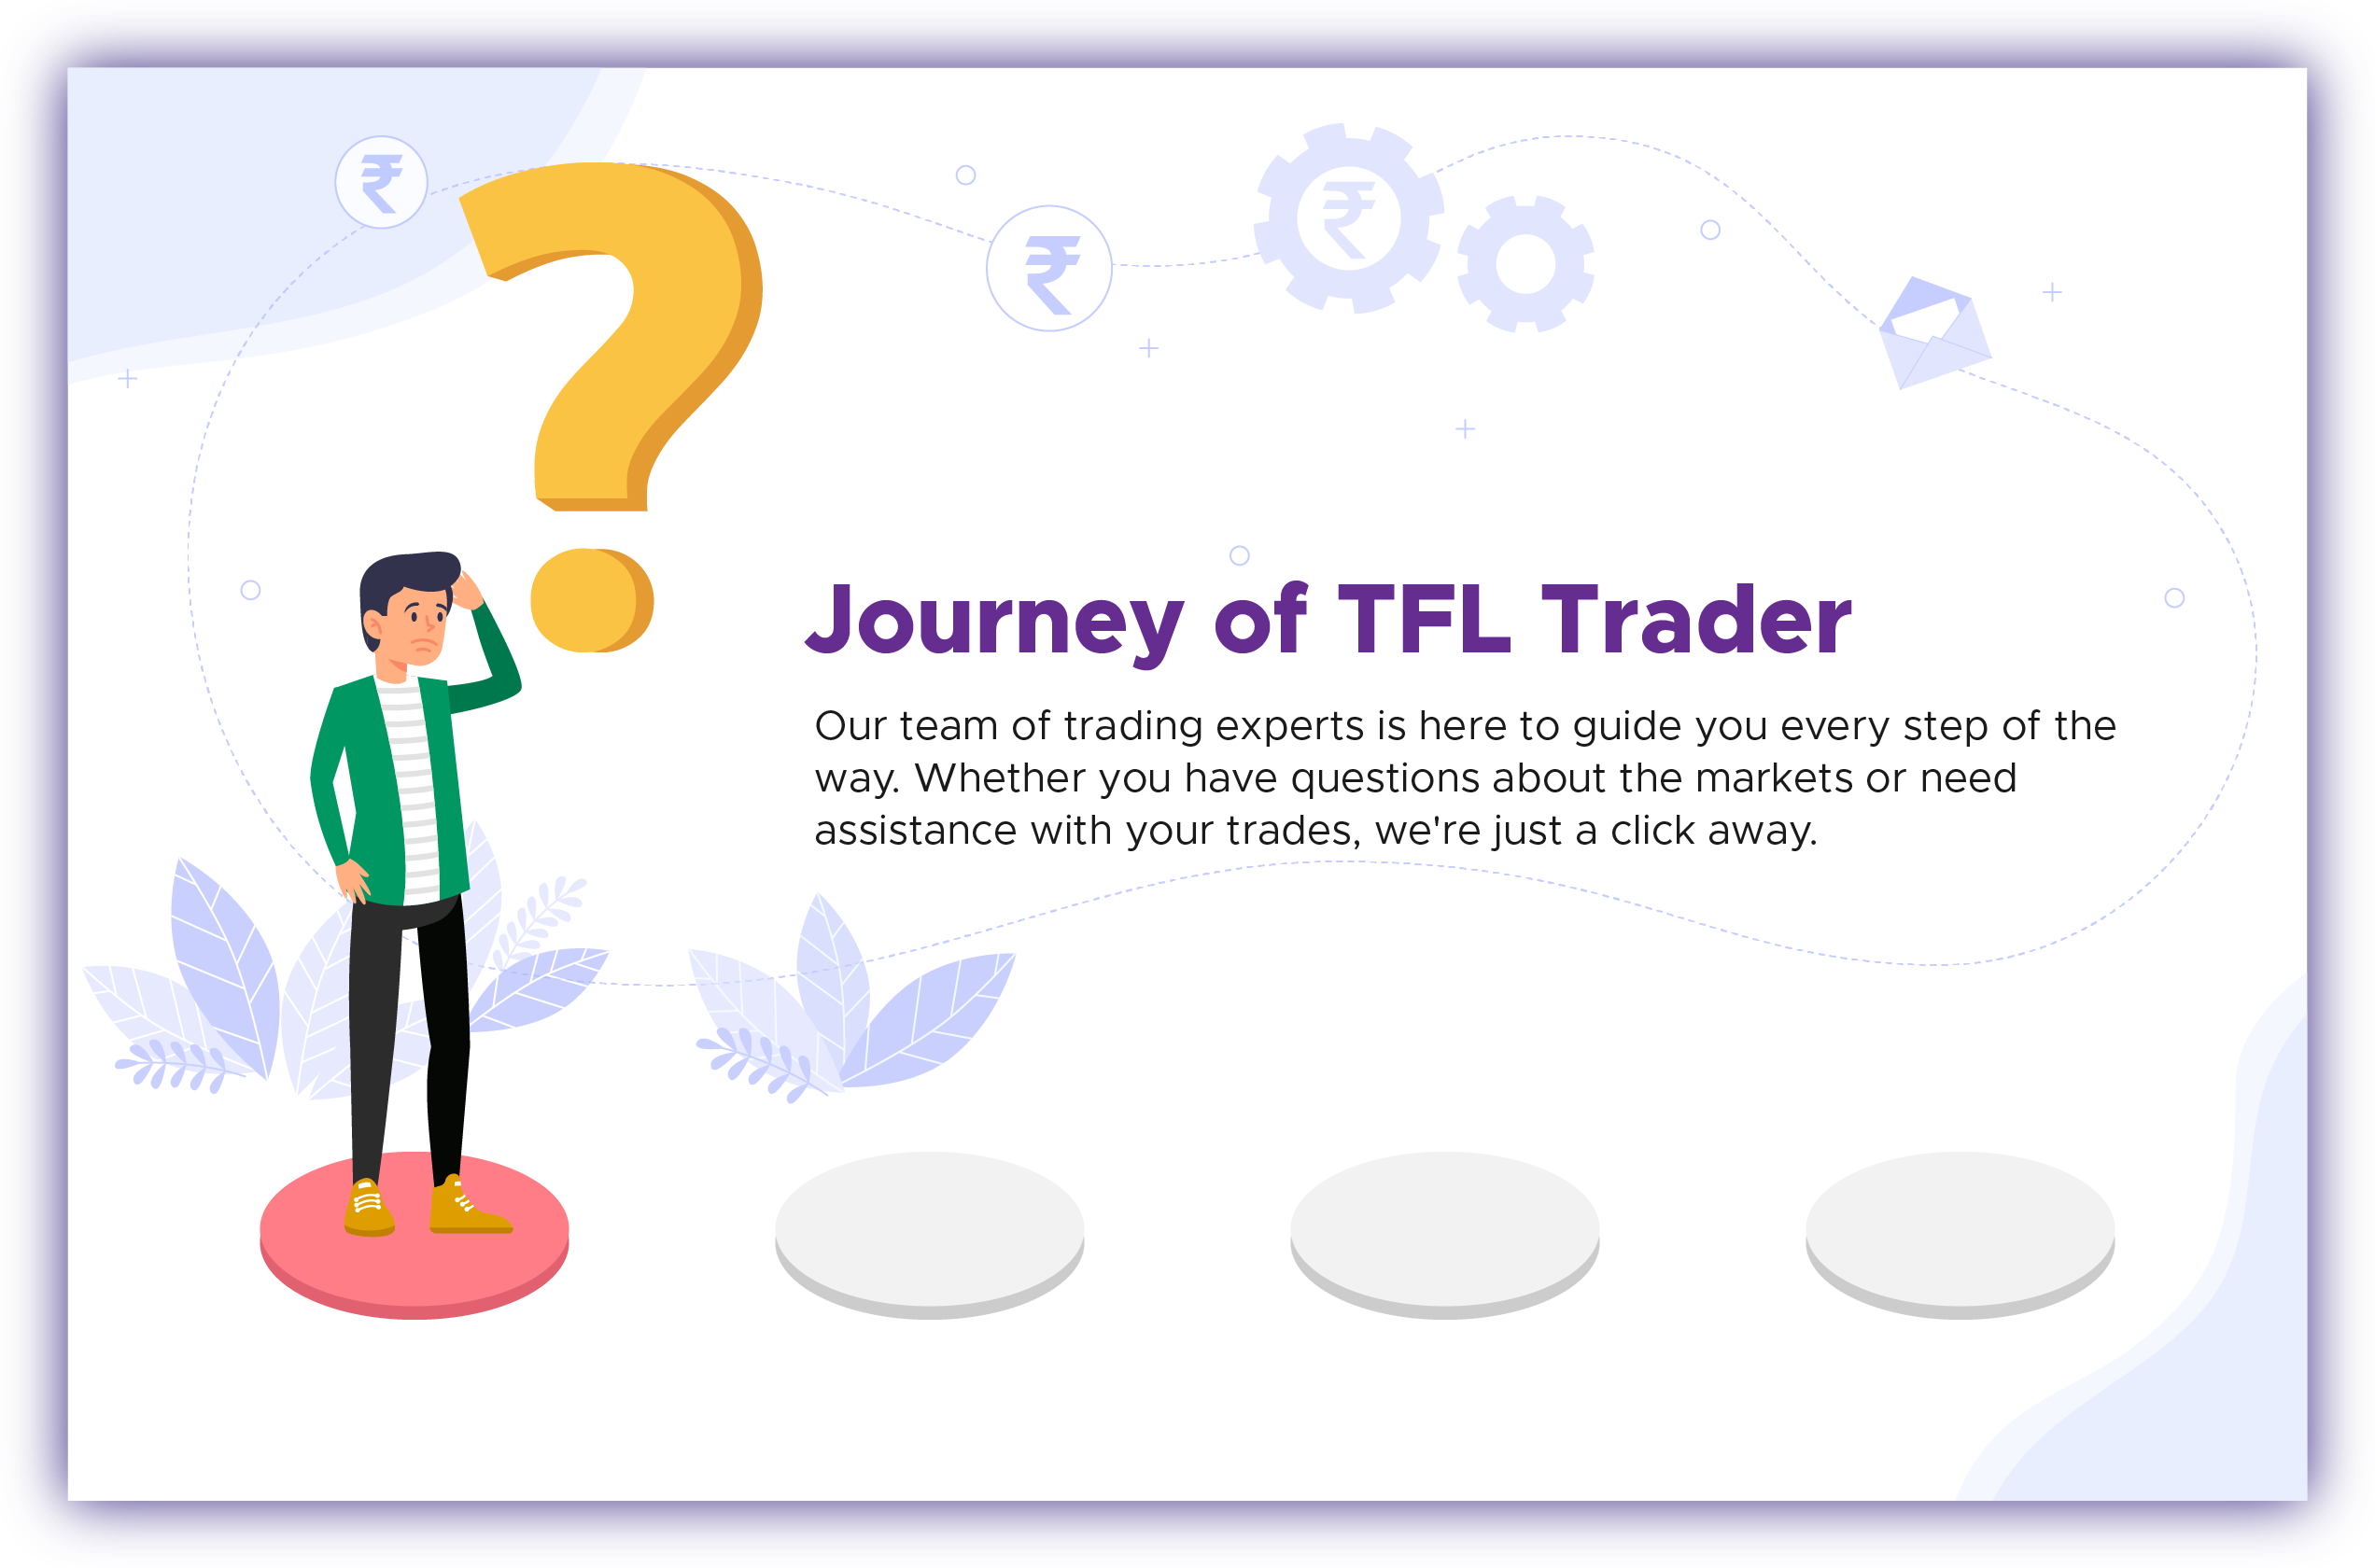 Journey of TFL Trader
Our team of trading experts is here to guide you every step of the
way. Whether you have questions about the markets or need
assistance with your trades, we're just a click away.